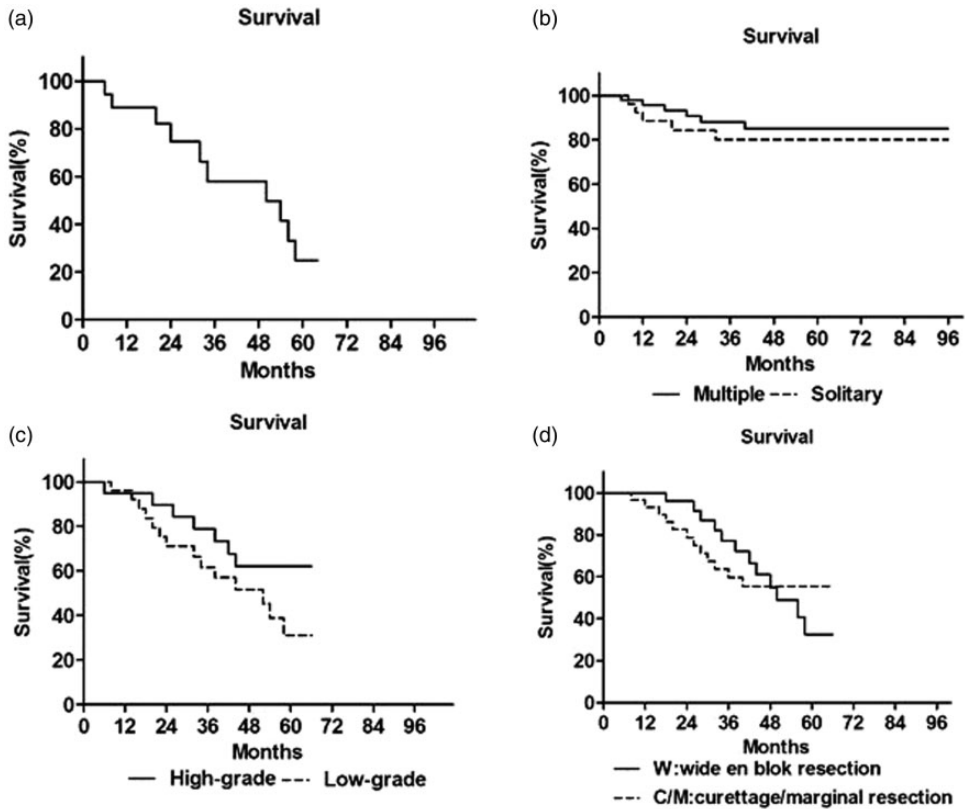 (a)
Survival
Survival(%)
100
80
60
40
20
0
0 12 24 36 48 60 72 84 96
Months
(b)
Survival
Survival(%)
100
80
60
40
20
0
0 12 24 36 48 60 72 84 96
Months
Multiple Solitary
(c)
Survival
Survival(%)
100
80
60
40
20
0
0 12 24 36 48 60 72 84 96
Months
High-grade Low-grade
(d)
Survival
Survival(%)
100
80
60
40
20
0
0 12 24 36 48 60 72 84 96
Months
W:wide en blok resection
C/M:curettage/marginal resection